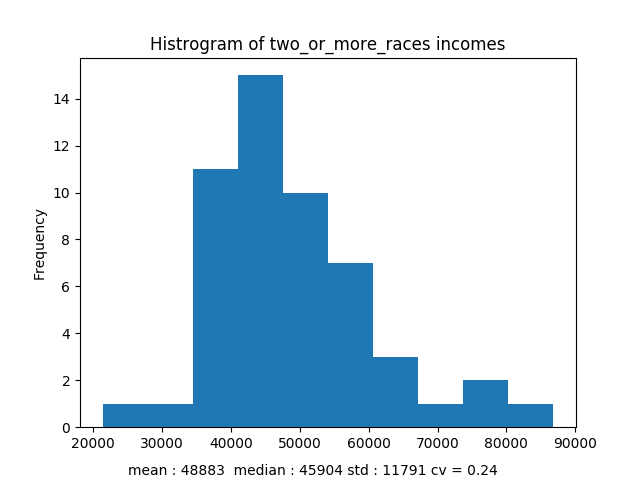 Histrogram of two_or_more_races incomes
Frequency
14
12
10
8
6
4
2
0
20000 30000 40000 50000 60000 70000 80000 90000
mean : 48883  median : 45904 std : 11791 cv = 0.24